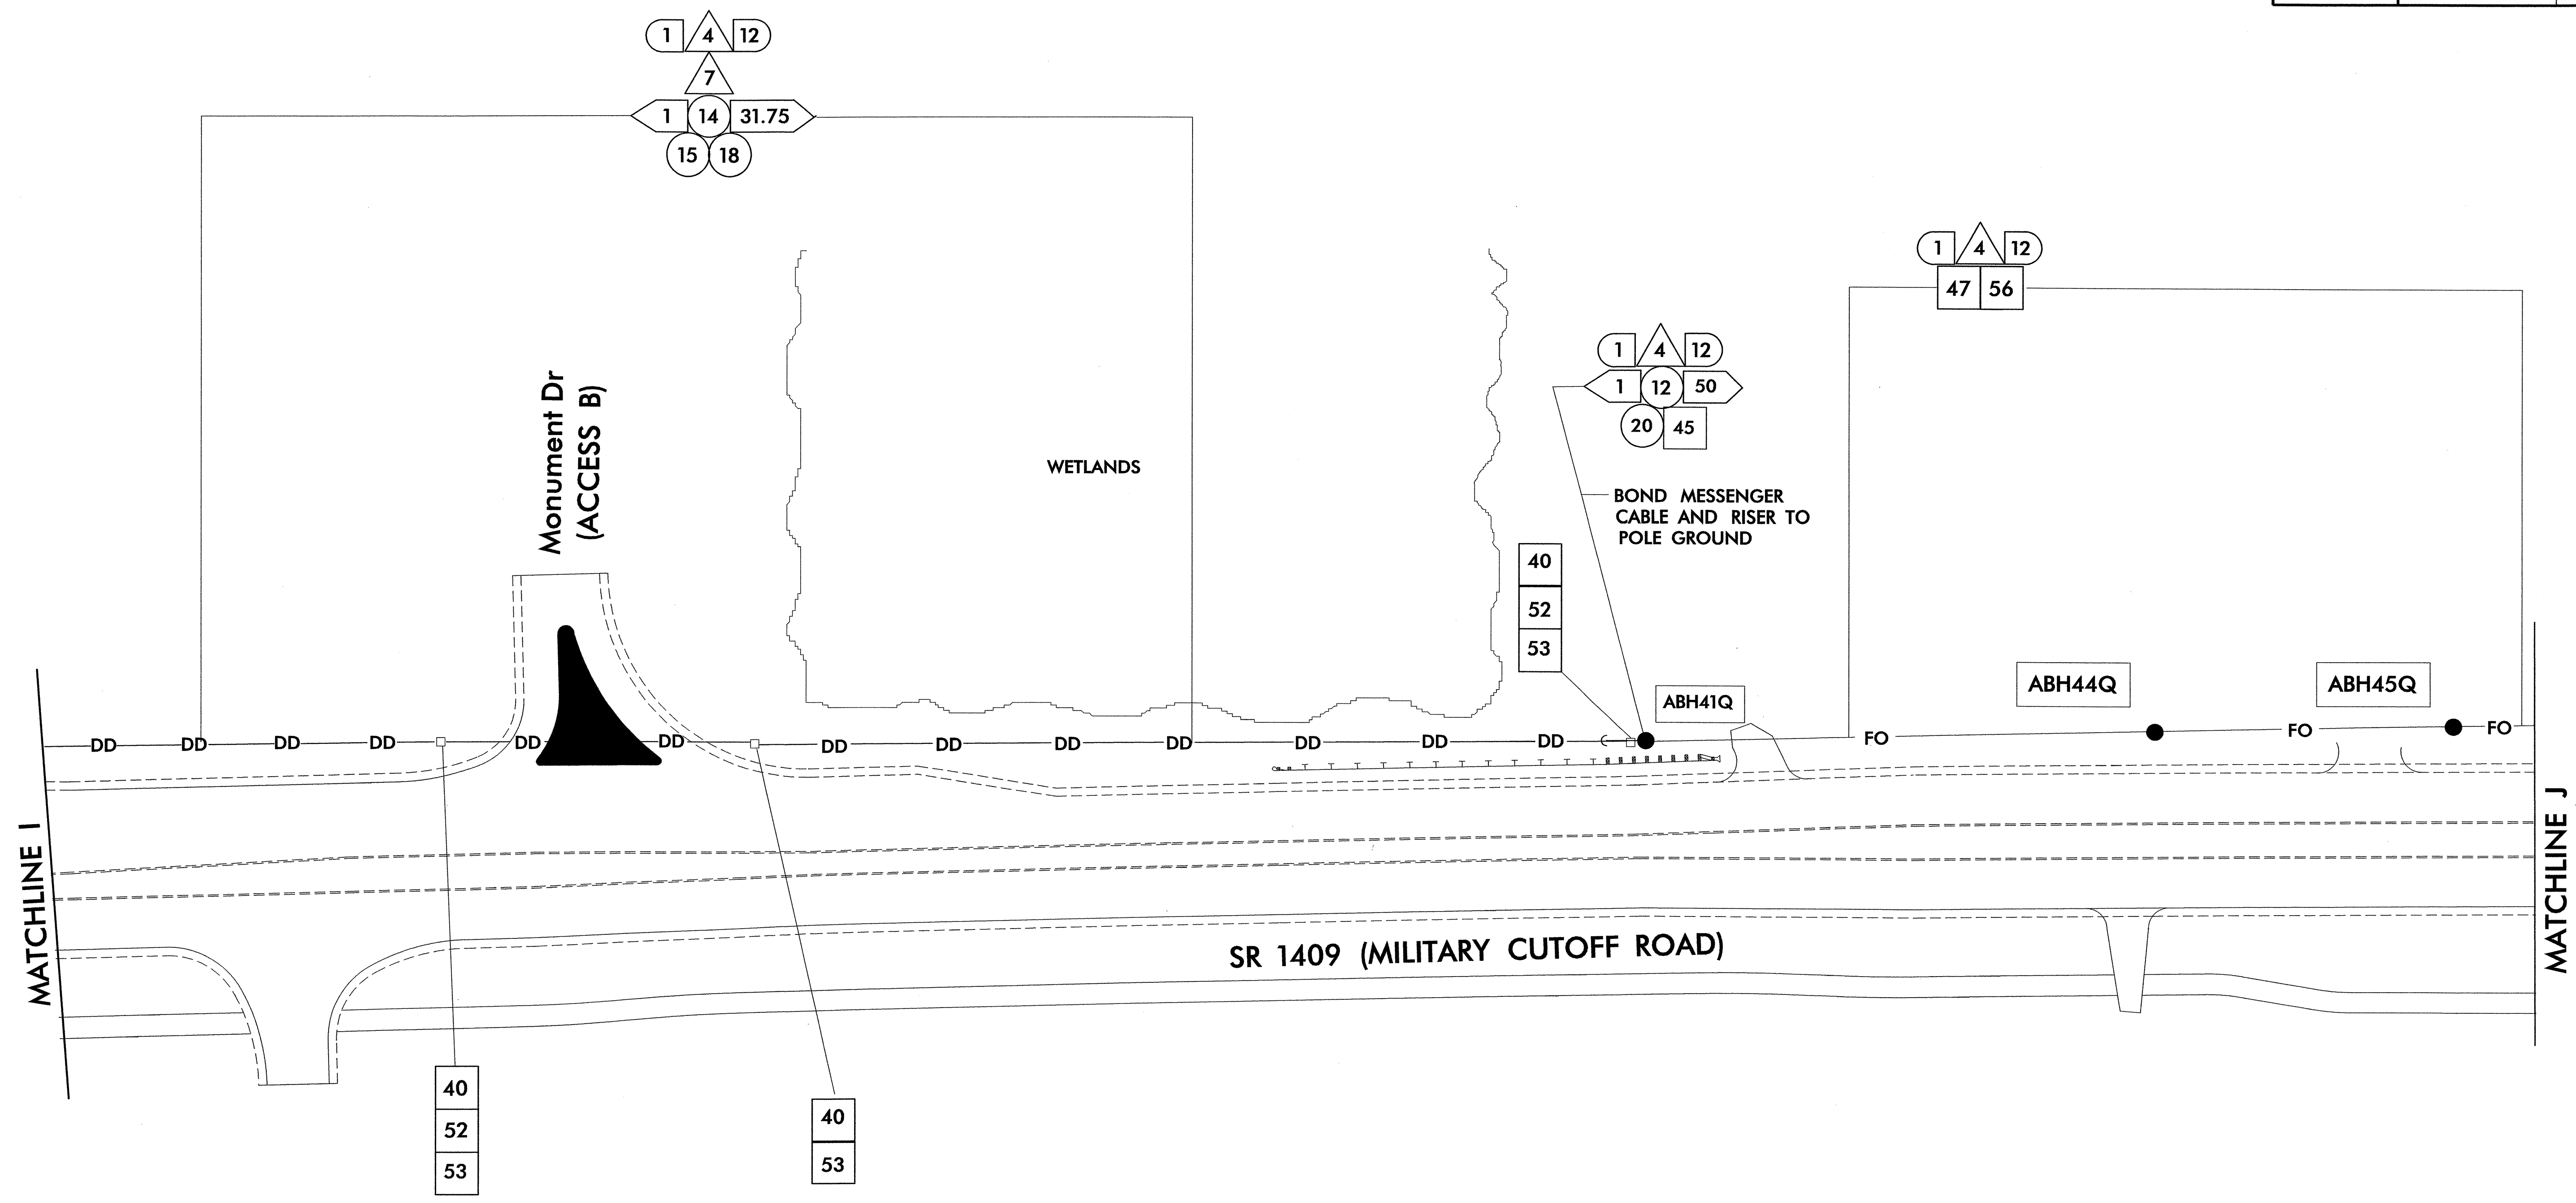 1 4 12
7
1 14 31.75
15 18
1 4 12
47 56
1 4 12
1 12 50
20 45
Monument Dr
(ACCESS B)
WETLANDS
BOND MESSENGER
CABLE AND RISER TO
POLE GROUND
40
52
53
ABH41Q
ABH44Q
ABH45Q
DD DD DD DD DD DD DD DD DD DD DD DD DD FO FO FO
MATCHLINE I
MATCHLINE J
SR 1409 (MILITARY CUTOFF ROAD)
40
52
53
40
53